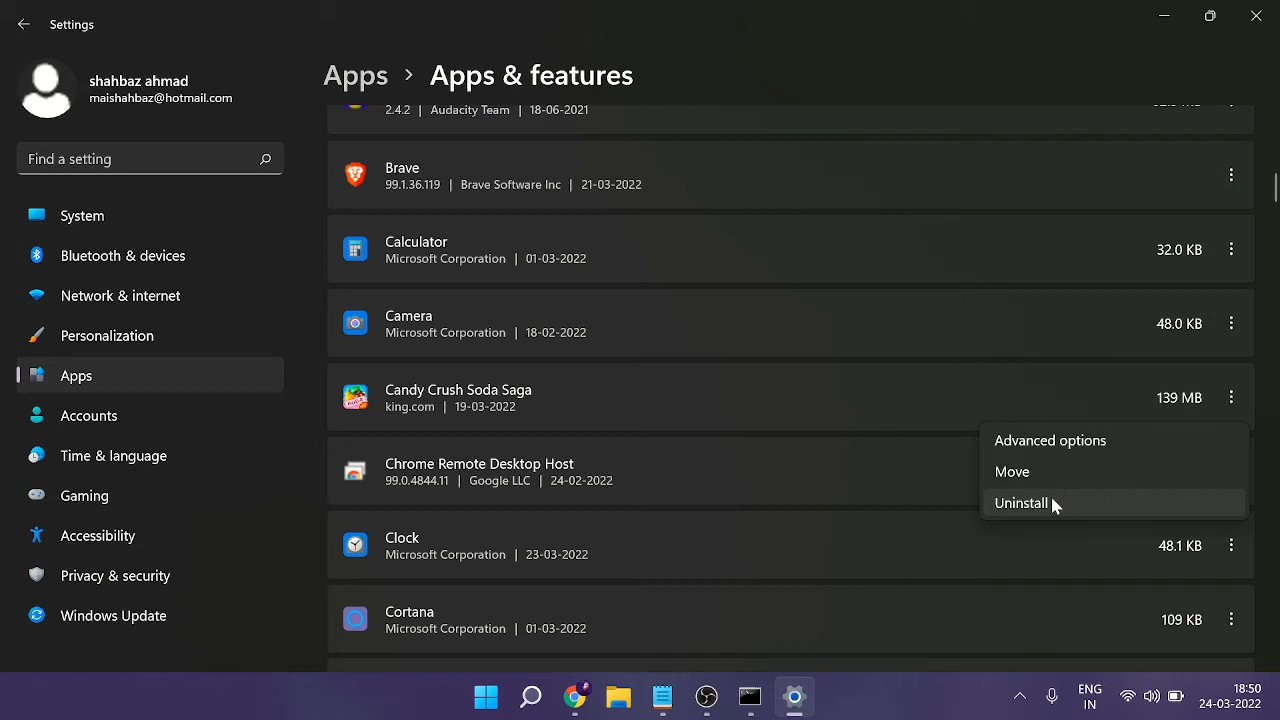 Settings
shahbaz ahmad
maishahbaz@hotmail.com
Find a setting
System
Bluetooth & devices
Network & internet
Personalization
Apps
Accounts
Time & language
Gaming
Accessibility
Privacy & security
Windows Update
Apps > Apps & features
2.4.2 | Audacity Team | 18-06-2021
Brave
99.1.36.119 | Brave Software Inc | 21-03-2022
Calculator
Microsoft Corporation | 01-03-2022
32.0 KB
Camera
Microsoft Corporation | 18-02-2022
48.0 KB
Candy Crush Soda Saga
king.com | 19-03-2022
139 MB
Advanced options
Move
Uninstall
Chrome Remote Desktop Host
99.0.4844.11 | Google LLC | 24-02-2022
Clock
Microsoft Corporation | 23-03-2022
48.1 KB
Cortana
Microsoft Corporation | 01-03-2022
109 KB
ENG
IN
18:50
24-03-2022